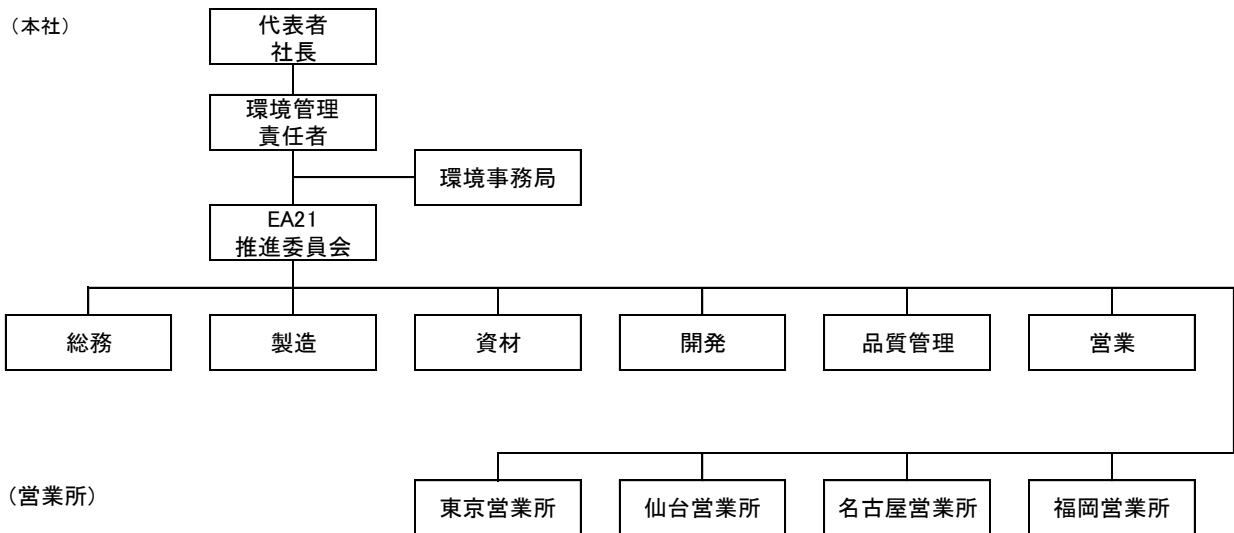 （本社）
代表者
社長
環境管理
責任者
環境事務局
EA21
推進委員会
総務
製造
資材
開発
品質管理
営業
（営業所）
東京営業所
仙台営業所
名古屋営業所
福岡営業所